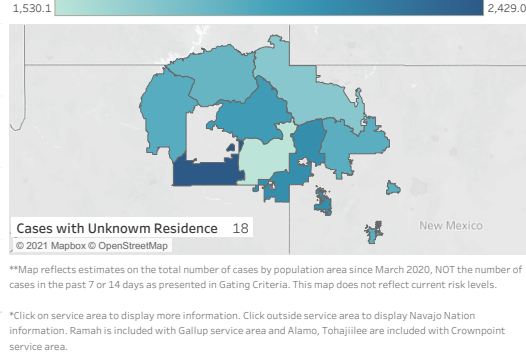 1,530.1 2,429.0
New Mexico
Cases with Unknowm Residence 18
© 2021 Mapbox © OpenStreetMap
**Map reflects estimates on the total number of cases by population area since March 2020, NOT the number of
cases in the past 7 or 14 days as presented in Gating Criteria. This map does not reflect current risk levels.
*Click on service area to display more information. Click outside service area to display Navajo Nation
information. Ramah is included with Gallup service area and Alamo, Tohajiilee are included with Crownpoint
service area.